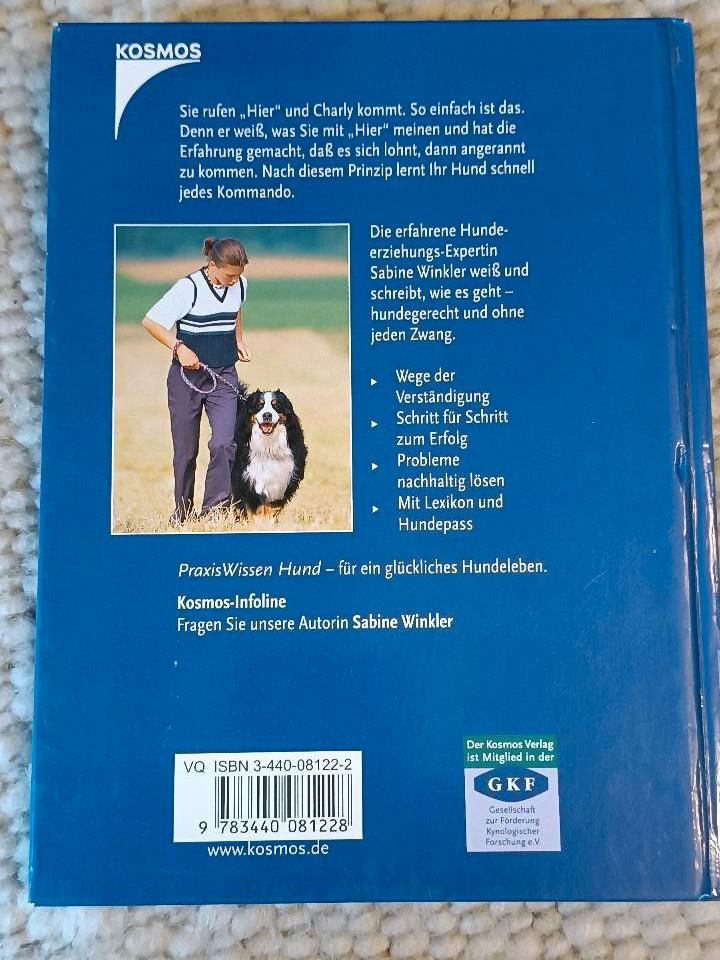 KOSMOS
Sie rufen „Hier" und Charly kommt. So einfach ist das.
Denn er weiß, was Sie mit „Hier" meinen und hat die
Erfahrung gemacht, daß es sich lohnt, dann angerannt
zu kommen. Nach diesem Prinzip lernt Ihr Hund schnell
jedes Kommando.
Die erfahrene Hunde-
erziehungs-Expertin
Sabine Winkler weiß und
schreibt, wie es geht –
hundegerecht und ohne
jeden Zwang.
▸ Wege der
Verständigung
▸ Schritt für Schritt
zum Erfolg
▸ Probleme
nachhaltig lösen
▸ Mit Lexikon und
Hundepass
PraxisWissen Hund – für ein glückliches Hundeleben.
Kosmos-Infoline
Fragen Sie unsere Autorin Sabine Winkler
VQ ISBN 3-440-08122-2
9 783440 081228
www.kosmos.de
Der Kosmos Verlag
ist Mitglied in der
GKF
Gesellschaft
zur Förderung
Kynologischer
Forschung e.V.